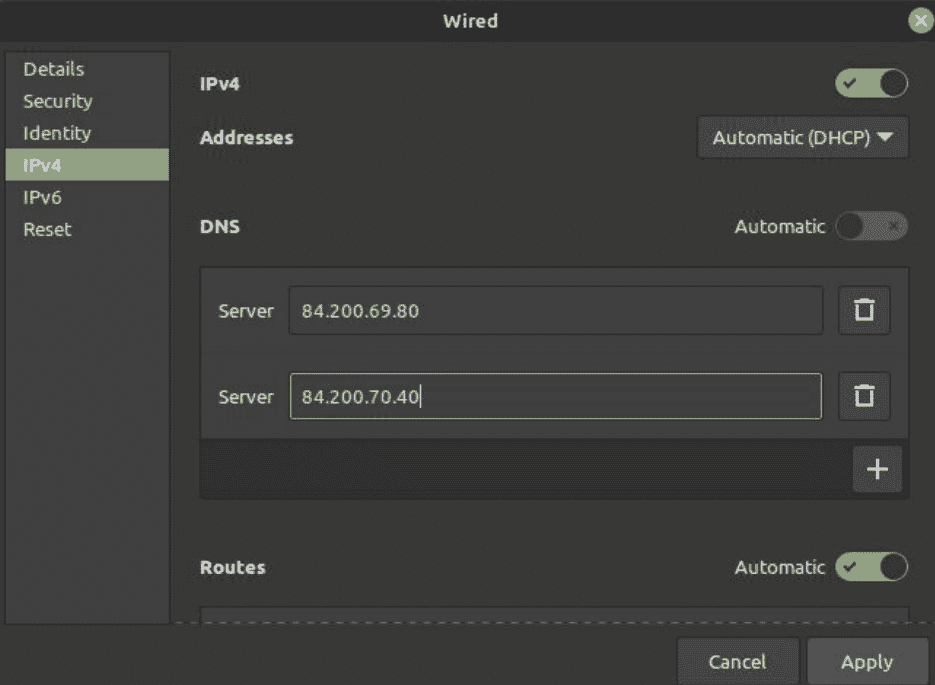 Wired
Details
Security
Identity
IPv4
IPv6
Reset
IPv4
Addresses
Automatic (DHCP)
DNS
Automatic
Server
84.200.69.80
Server
84.200.70.40
Routes
Automatic
Cancel
Apply